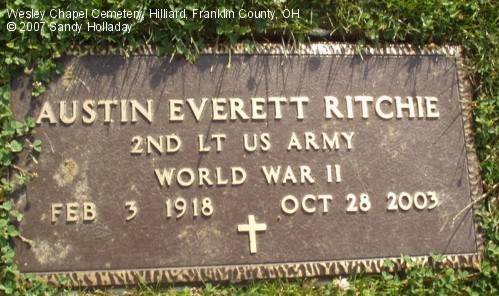 Wesley Chapel Cemetery, Hilliard, Franklin County, OH
© 2007 Sandy Holladay
AUSTIN EVERETT RITCHIE
2ND LT US ARMY
WORLD WAR II
FEB 3 1918 OCT 28 2003